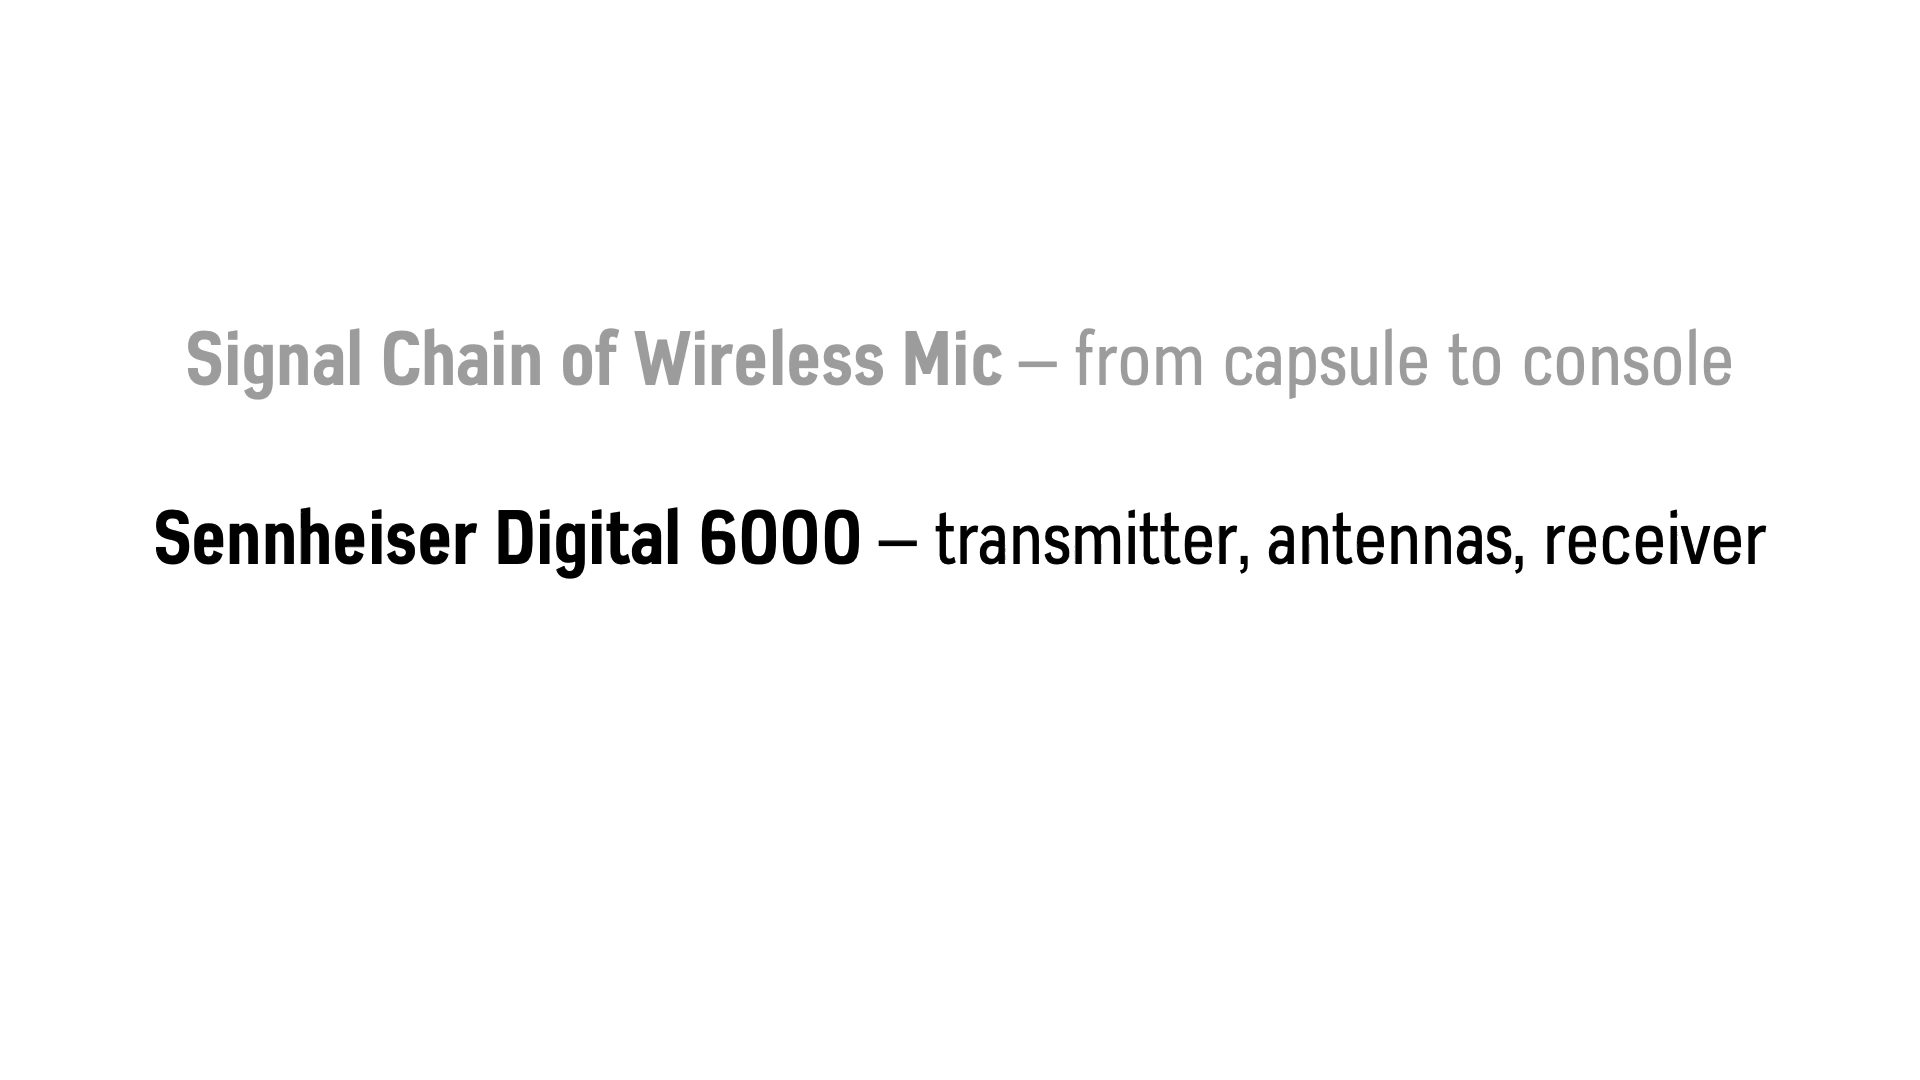 Signal Chain of Wireless Mic – from capsule to console
Sennheiser Digital 6000 – transmitter, antennas, receiver